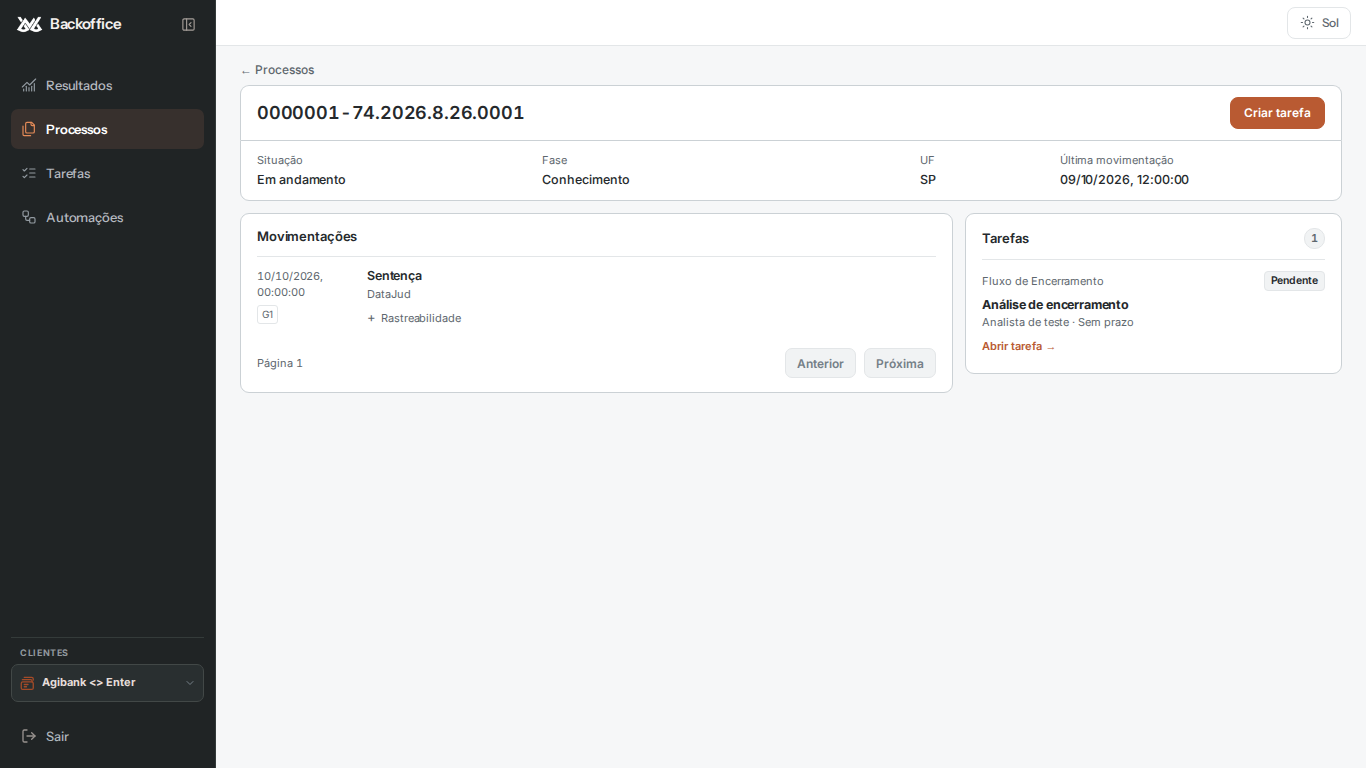 Backoffice
Sol
Resultados
Processos
Tarefas
Automações
CLIENTES
Agibank <> Enter
Sair
← Processos
0000001-74.2026.8.26.0001
Criar tarefa
Situação
Em andamento
Fase
Conhecimento
UF
SP
Última movimentação
09/10/2026, 12:00:00
Movimentações
10/10/2026,
00:00:00
G1
Sentença
DataJud
+ Rastreabilidade
Página 1
Anterior
Próxima
Tarefas
1
Fluxo de Encerramento
Pendente
Análise de encerramento
Analista de teste · Sem prazo
Abrir tarefa →